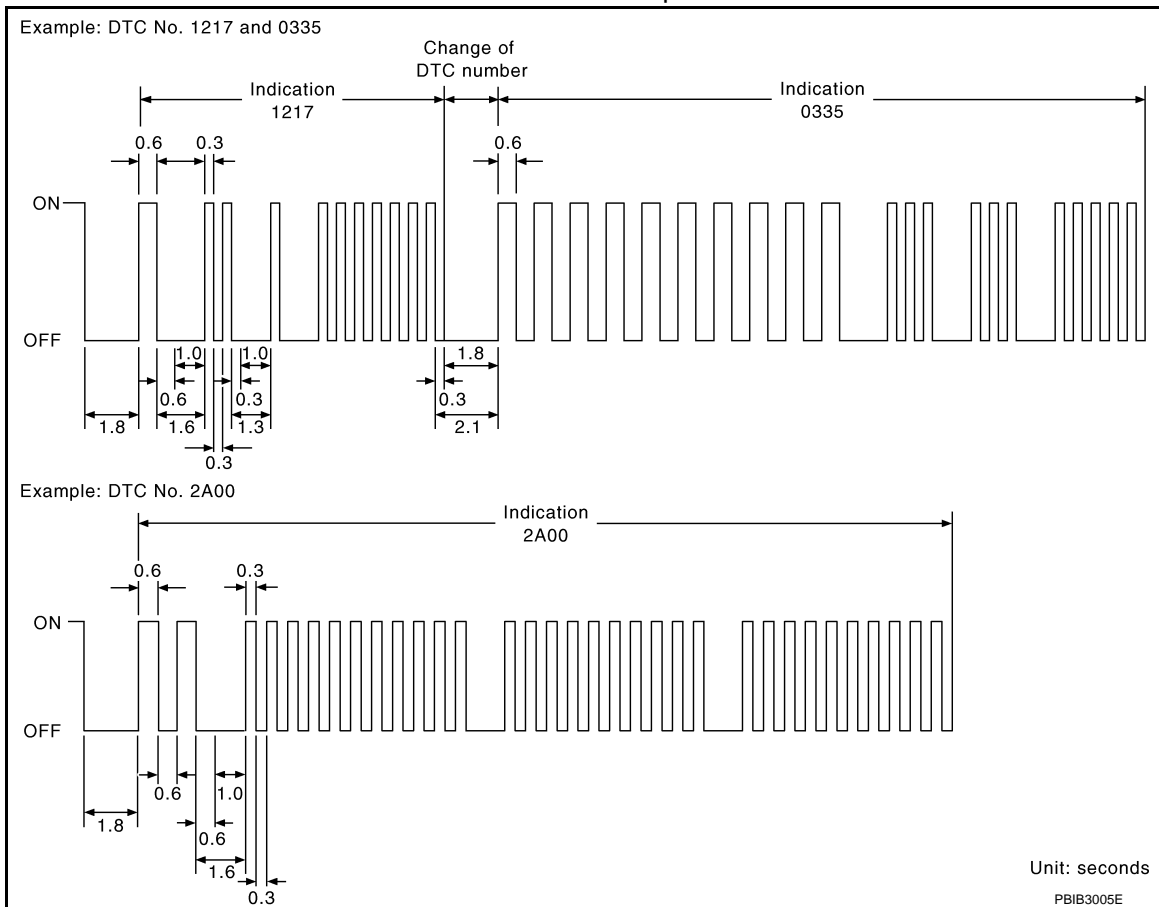 Example: DTC No. 1217 and 0335
Change of
DTC number
Indication
1217
Indication
0335
0.6
0.3
0.6
ON
OFF
1.0
1.0
1.8
0.6
0.3
0.3
1.8
1.6
1.3
2.1
0.3
Example: DTC No. 2A00
Indication
2A00
0.6
0.3
ON
OFF
0.6
1.0
1.8
0.6
1.6
0.3
Unit: seconds
PBIB3005E